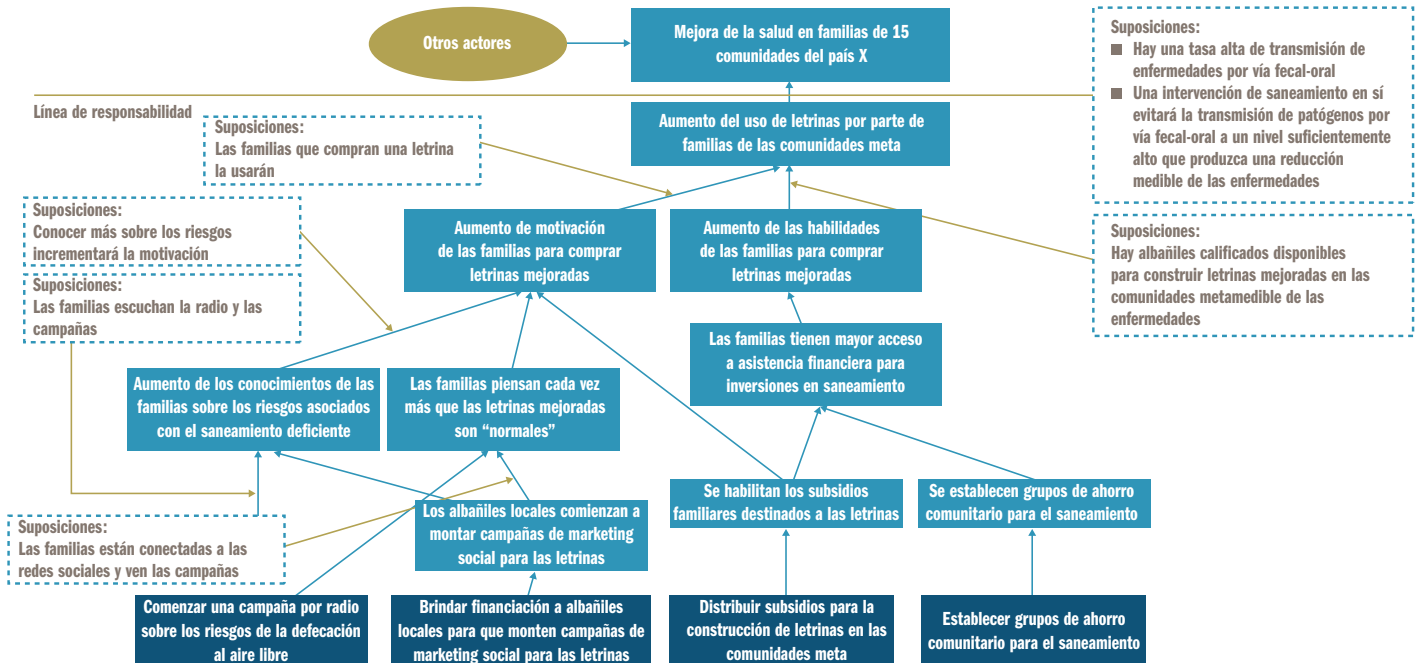 Otros actores
Mejora de la salud en familias de 15
comunidades del país X
Suposiciones:
Hay una tasa alta de transmisión de
enfermedades por vía fecal-oral
Una intervención de saneamiento en sí
evitará la transmisión de patógenos por
vía fecal-oral a un nivel suficientemente
alto que produzca una reducción
medible de las enfermedades
Línea de responsabilidad
Suposiciones:
Las familias que compran una letrina
la usarán
Aumento del uso de letrinas por parte de
familias de las comunidades meta
Suposiciones:
Conocer más sobre los riesgos
incrementará la motivación
Aumento de motivación
de las familias para comprar
letrinas mejoradas
Aumento de las habilidades
de las familias para comprar
letrinas mejoradas
Suposiciones:
Hay albañiles calificados disponibles
para construir letrinas mejoradas en las
comunidades metamedible de las
enfermedades
Suposiciones:
Las familias escuchan la radio y las
campañas
Las familias tienen mayor acceso
a asistencia financiera para
inversiones en saneamiento
Aumento de los conocimientos de las
familias sobre los riesgos asociados
con el saneamiento deficiente
Las familias piensan cada vez
más que las letrinas mejoradas
son “normales”
Suposiciones:
Las familias están conectadas a las
redes sociales y ven las campañas
Los albañiles locales comienzan a
montar campañas de marketing
social para las letrinas
Se habilitan los subsidios
familiares destinados a las letrinas
Se establecen grupos de ahorro
comunitario para el saneamiento
Comenzar una campaña por radio
sobre los riesgos de la defecación
al aire libre
Brindar financiación a albañiles
locales para que monten campañas de
marketing social para las letrinas
Distribuir subsidios para la
construcción de letrinas en las
comunidades meta
Establecer grupos de ahorro
comunitario para el saneamiento